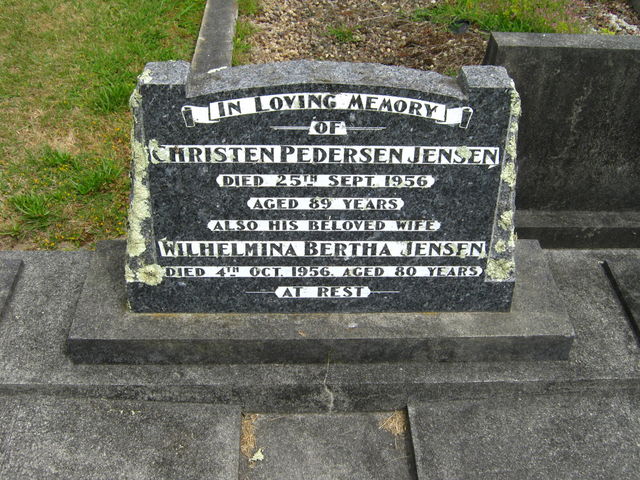 IN LOVING MEMORY
OF
CHRISTEN PEDERSEN JENSEN
DIED 25TH SEPT. 1956
AGED 89 YEARS
ALSO HIS BELOVED WIFE
WILHELMINA BERTHA JENSEN
DIED 4TH OCT. 1956. AGED 80 YEARS
AT REST